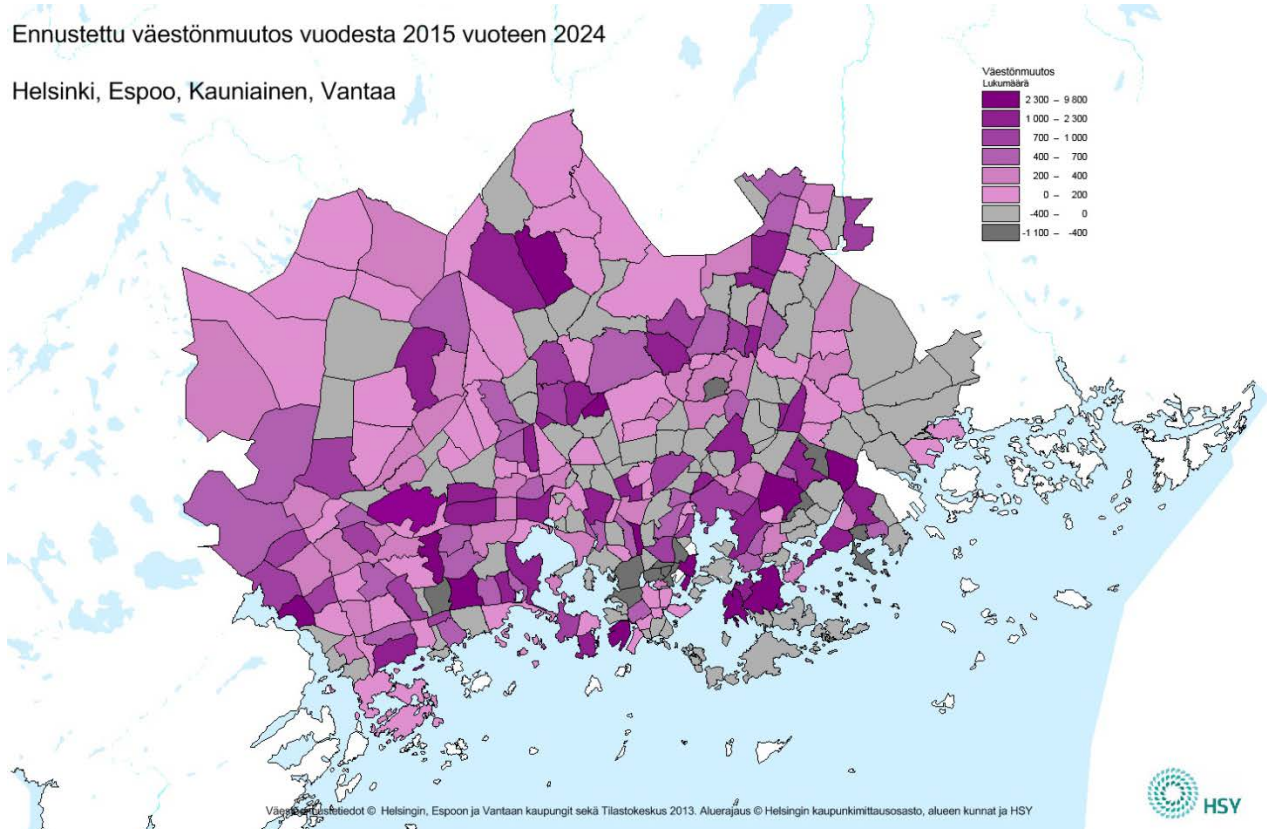 Ennustettu väestönmuutos vuodesta 2015 vuoteen 2024
Helsinki, Espoo, Kauniainen, Vantaa
Väestönmuutos
Lukumäärä
2 300 – 9 800
1 000 – 2 300
700 – 1 000
400 – 700
200 – 400
0 – 200
-400 – 0
-1 100 – -400
Väestöennustetiedot © Helsingin, Espoon ja Vantaan kaupungit sekä Tilastokeskus 2013. Aluerajaus © Helsingin kaupunkimittausosasto, alueen kunnat ja HSY
HSY